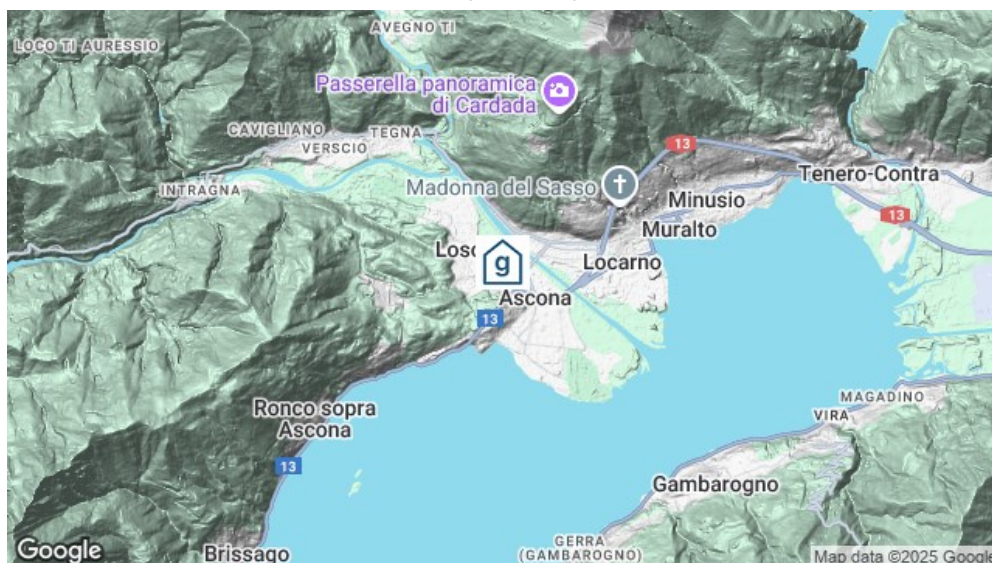 AVEGNO TI
LOCO TI AURESSIO
Passerella panoramica
di Cardada
CAVIGLIANO
TEGNA
VERSCIO
13
Tenero-Contra
INTRAGNA
Madonna del Sasso
Minusio
13
Muralto
Loso
g
Locarno
Ascona
13
Ronco sopra
Ascona
MAGADINO
VIRA
13
Gambarogno
GERRA
(GAMBAROGNO)
Brissago
Google
Map data ©2025 Google